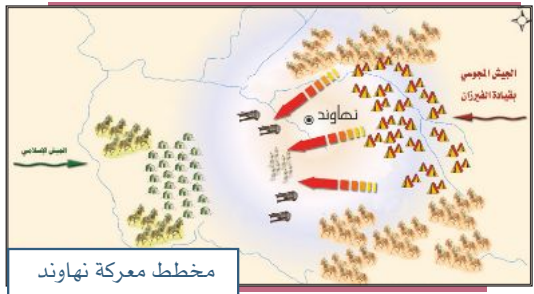 الجيش المجوسي
بقيادة الفيرزان
نهاوند
الجيش الإسلامي
مخطط معركة نهاوند